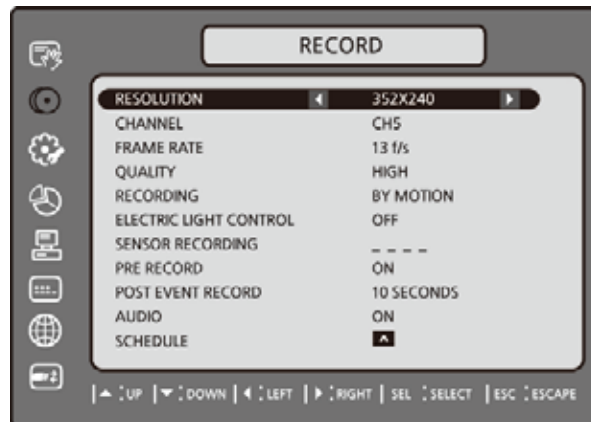 RECORD
RESOLUTION 352X240
CHANNEL CH5
FRAME RATE 13 f/s
QUALITY HIGH
RECORDING BY MOTION
ELECTRIC LIGHT CONTROL OFF
SENSOR RECORDING _ _ _ _
PRE RECORD ON
POST EVENT RECORD 10 SECONDS
AUDIO ON
SCHEDULE ^
|▲ : UP |▼ : DOWN |◀ : LEFT |▶ : RIGHT | SEL : SELECT | ESC : ESCAPE